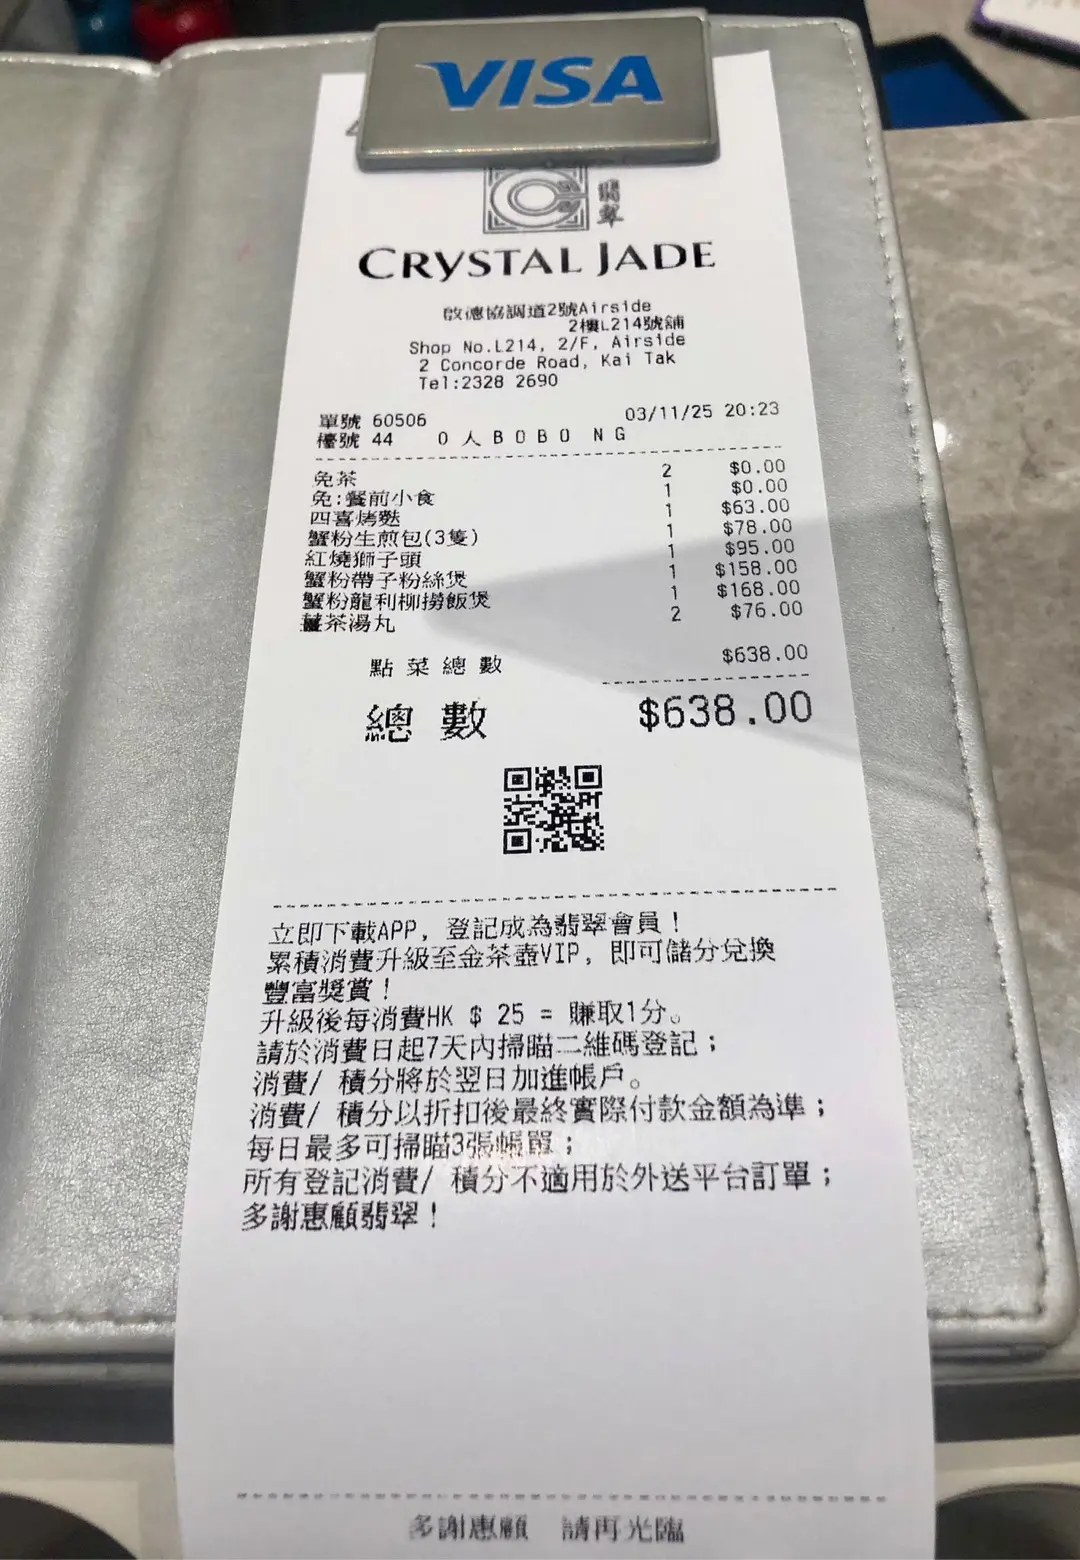 VISA
翡翠
CRYSTAL JADE
啟德協調道2號Airside
2樓L214號舖
Shop No.L214, 2/F, Airside
2 Concorde Road, Kai Tak
Tel:2328 2690
單號 60506 03/11/25 20:23
檯號 44 0 人 BOBO NG
免茶 2 $0.00
免:餐前小食 1 $0.00
四喜烤麩 1 $63.00
蟹粉生煎包(3隻) 1 $78.00
紅燒獅子頭 1 $95.00
蟹粉帶子粉絲煲 1 $158.00
蟹粉龍利柳撈飯煲 1 $168.00
薑茶湯丸 2 $76.00
點菜總數 $638.00
總數 $638.00
立即下載APP, 登記成為翡翠會員!
累積消費升級至金茶壺VIP, 即可儲分兌換
豐富獎賞!
升級後每消費HK $ 25 = 賺取1分。
請於消費日起7天內掃瞄二維碼登記;
消費/ 積分將於翌日加進帳戶。
消費/ 積分以折扣後最終實際付款金額為準;
每日最多可掃瞄3張帳單;
所有登記消費/ 積分不適用於外送平台訂單;
多謝惠顧翡翠!
多謝惠顧 請再光臨